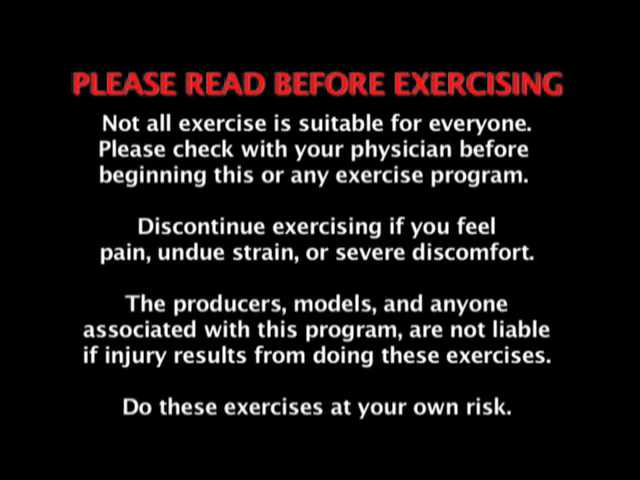 PLEASE READ BEFORE EXERCISING
Not all exercise is suitable for everyone.
Please check with your physician before
beginning this or any exercise program.
Discontinue exercising if you feel
pain, undue strain, or severe discomfort.
The producers, models, and anyone
associated with this program, are not liable
if injury results from doing these exercises.
Do these exercises at your own risk.